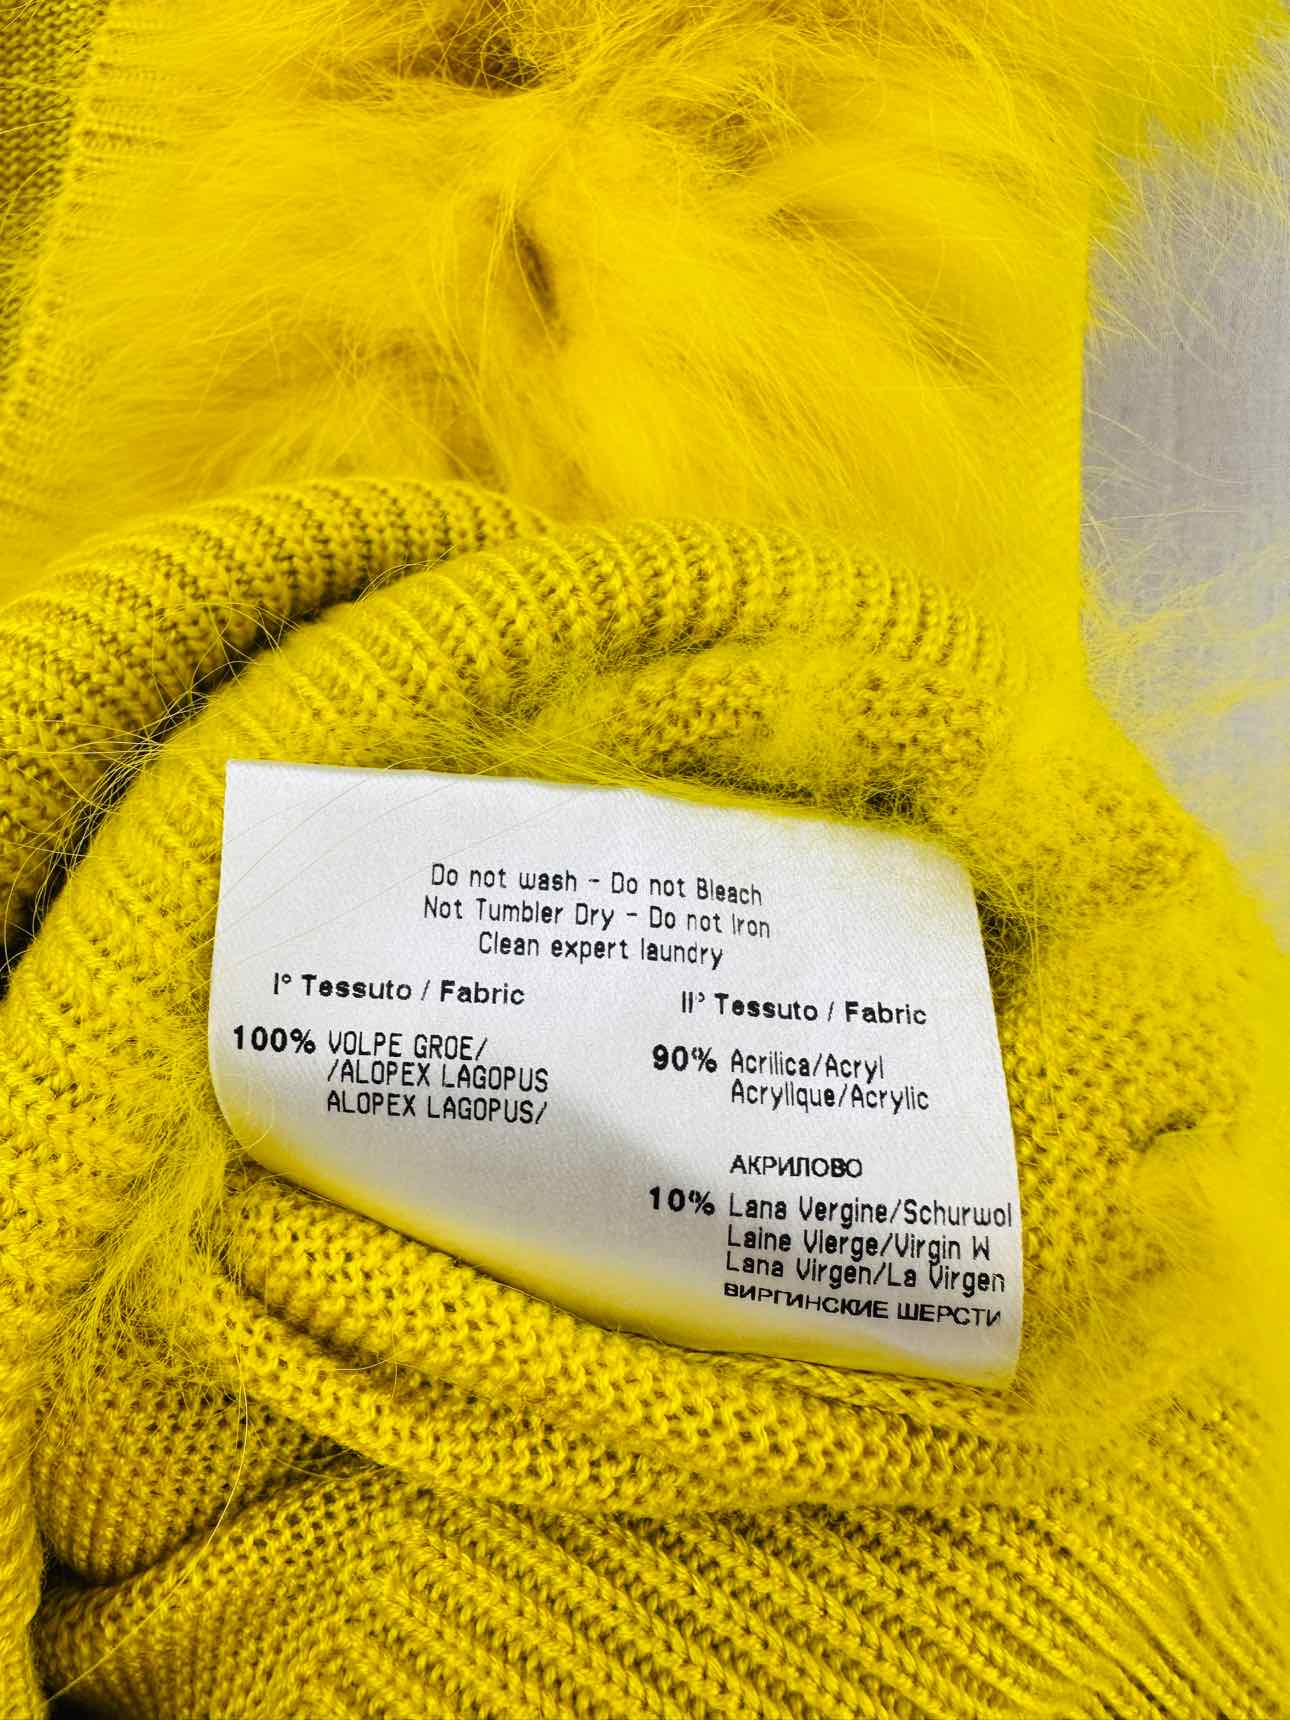 Do not wash - Do not Bleach
Not Tumbler Dry - Do not Iron
Clean expert laundry
I° Tessuto / Fabric
100% VOLPE GROE/
/ALOPEX LAGOPUS
ALOPEX LAGOPUS/
II° Tessuto / Fabric
90% Acrilica/Acryl
Acrylique/Acrylic
АКРИЛОВО
10% Lana Vergine/Schurwol
Laine Vierge/Virgin W
Lana Virgen/La Virgen
ВИРГИНСКИЕ ШЕРСТИ